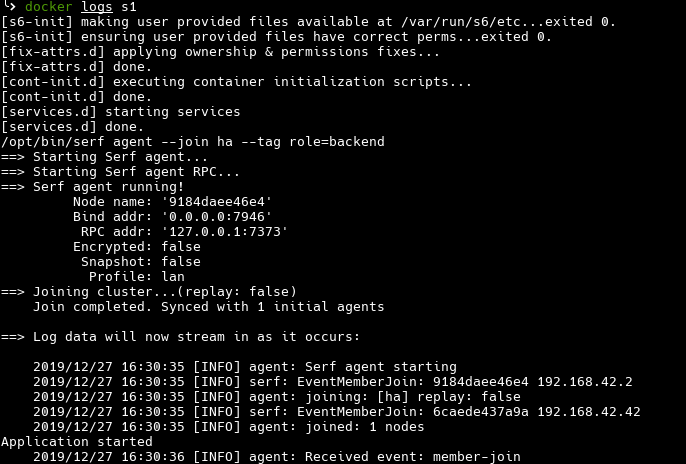 ╰❯ docker logs s1
[s6-init] making user provided files available at /var/run/s6/etc...exited 0.
[s6-init] ensuring user provided files have correct perms...exited 0.
[fix-attrs.d] applying ownership & permissions fixes...
[fix-attrs.d] done.
[cont-init.d] executing container initialization scripts...
[cont-init.d] done.
[services.d] starting services
[services.d] done.
/opt/bin/serf agent --join ha --tag role=backend
==> Starting Serf agent...
==> Starting Serf agent RPC...
==> Serf agent running!
         Node name: '9184daee46e4'
         Bind addr: '0.0.0.0:7946'
          RPC addr: '127.0.0.1:7373'
         Encrypted: false
          Snapshot: false
           Profile: lan
==> Joining cluster...(replay: false)
    Join completed. Synced with 1 initial agents
==> Log data will now stream in as it occurs:
    2019/12/27 16:30:35 [INFO] agent: Serf agent starting
    2019/12/27 16:30:35 [INFO] serf: EventMemberJoin: 9184daee46e4 192.168.42.2
    2019/12/27 16:30:35 [INFO] agent: joining: [ha] replay: false
    2019/12/27 16:30:35 [INFO] serf: EventMemberJoin: 6caede437a9a 192.168.42.42
    2019/12/27 16:30:35 [INFO] agent: joined: 1 nodes
Application started
    2019/12/27 16:30:36 [INFO] agent: Received event: member-join